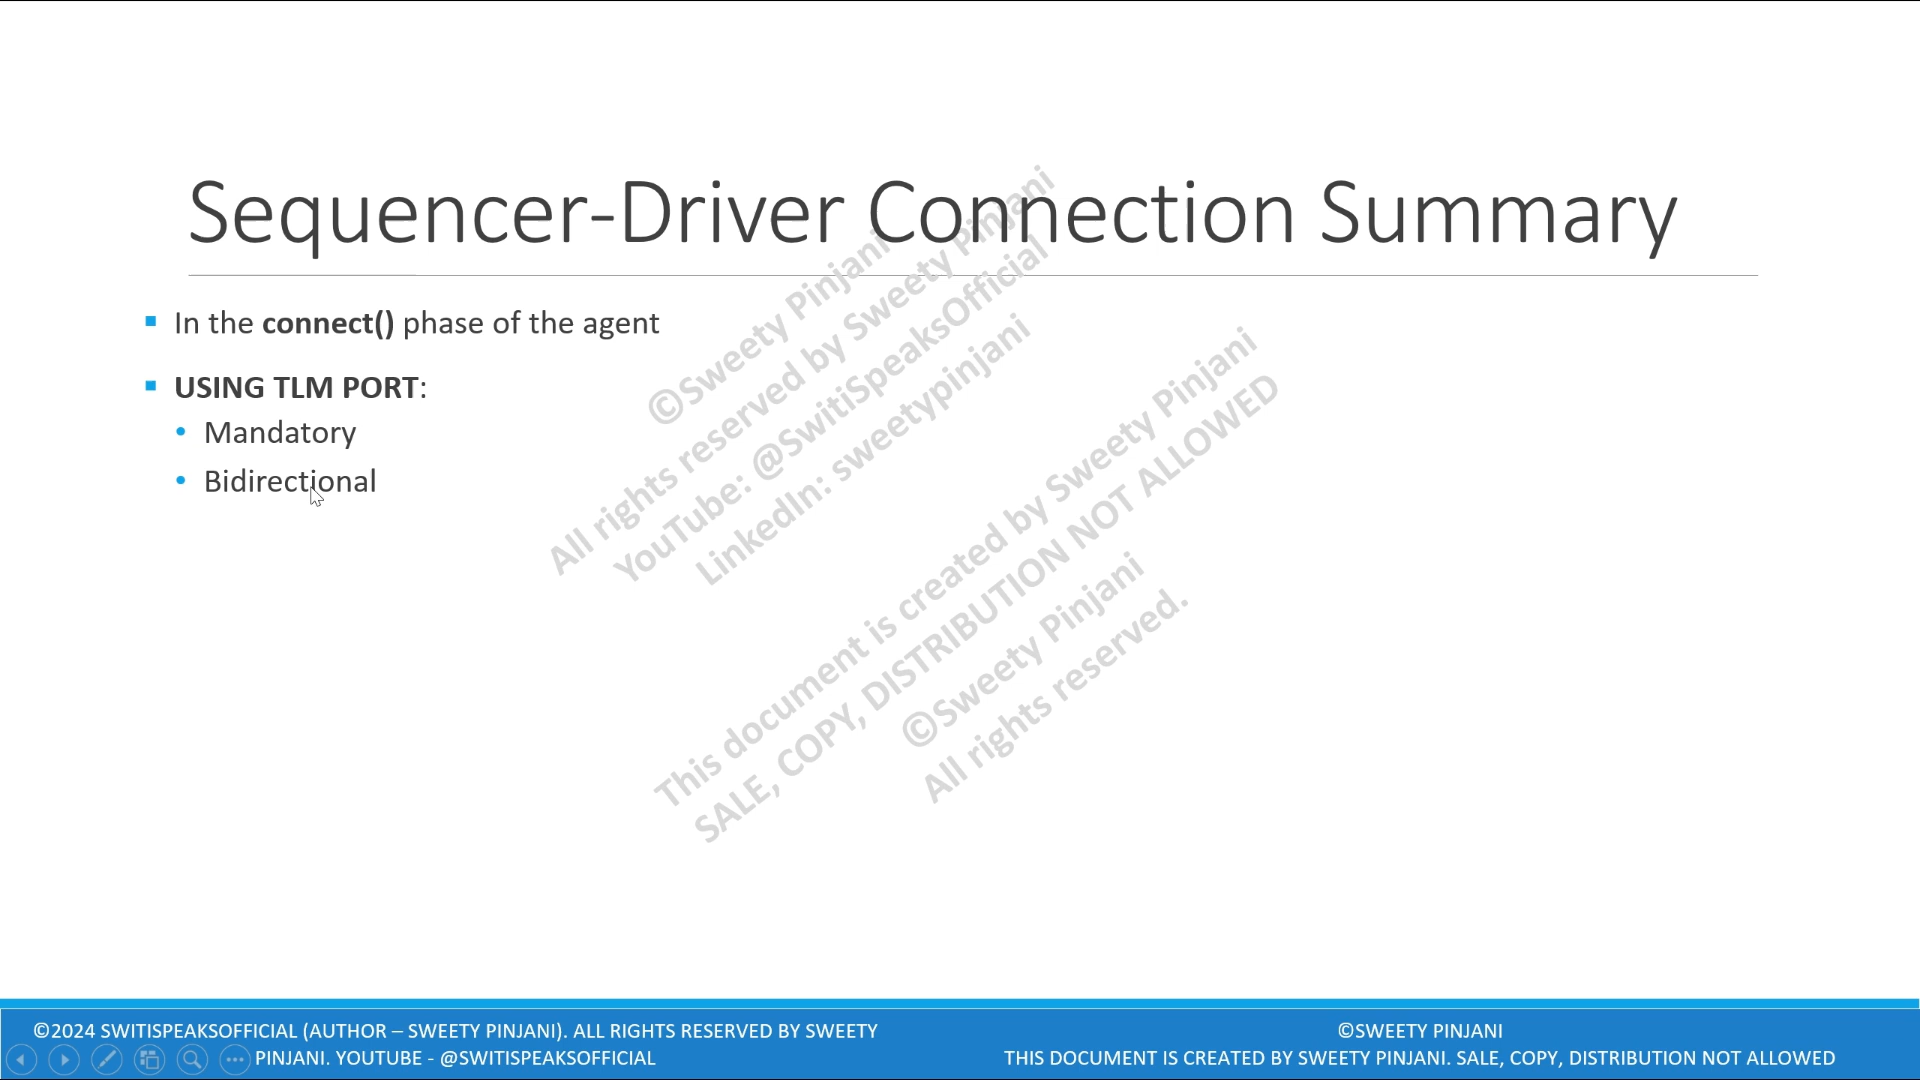 Sequencer-Driver Connection Summary
In the connect() phase of the agent
USING TLM PORT:
Mandatory
Bidirectional
©Sweety Pinjani
All rights reserved by Sweety Pinjani
YouTube: @SwitiSpeaksOfficial
LinkedIn: sweetypinjani
This document is created by Sweety Pinjani
SALE, COPY, DISTRIBUTION NOT ALLOWED
©Sweety Pinjani
All rights reserved.
©2024 SWITISPEAKSOFFICIAL (AUTHOR – SWEETY PINJANI). ALL RIGHTS RESERVED BY SWEETY
PINJANI. YOUTUBE - @SWITISPEAKSOFFICIAL
©SWEETY PINJANI
THIS DOCUMENT IS CREATED BY SWEETY PINJANI. SALE, COPY, DISTRIBUTION NOT ALLOWED